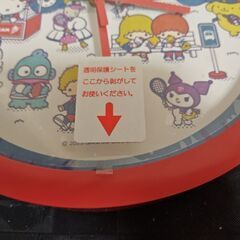 透明保護シートを
ここから剥がして
お使いください。